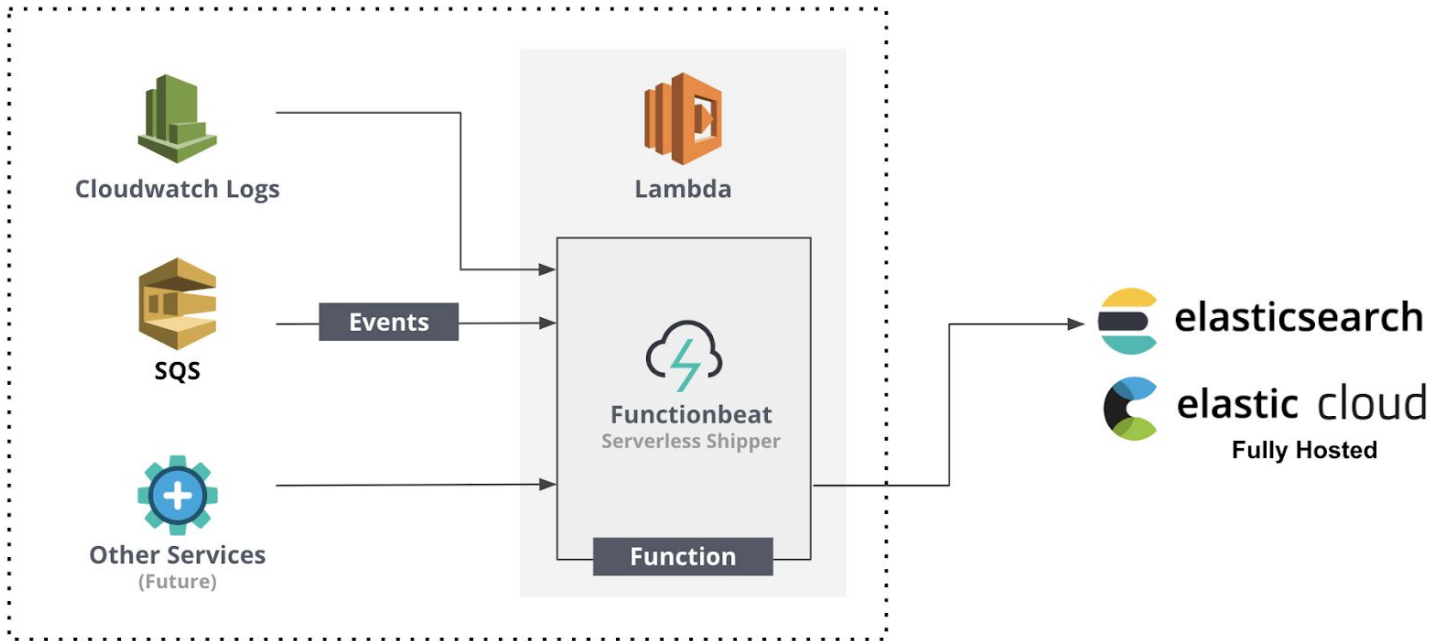 Cloudwatch Logs
Lambda
SQS
Events
Functionbeat
Serverless Shipper
Other Services
(Future)
Function
elasticsearch
elastic cloud
Fully Hosted